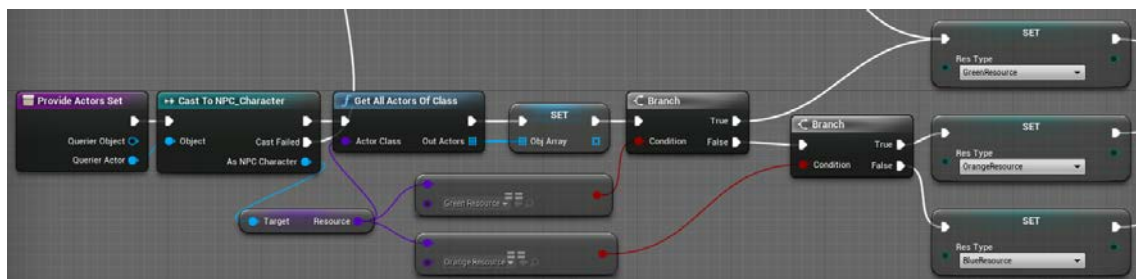 SET
Res Type
GreenResource
Provide Actors Set
Querier Object
Querier Actor
Cast To NPC_Character
Object
Cast Failed
As NPC Character
Get All Actors Of Class
Actor Class
Out Actors
SET
Obj Array
Branch
True
Condition
False
Branch
True
Condition
False
SET
Res Type
OrangeResource
Target
Resource
Green Resource
Orange Resource
SET
Res Type
BlueResource